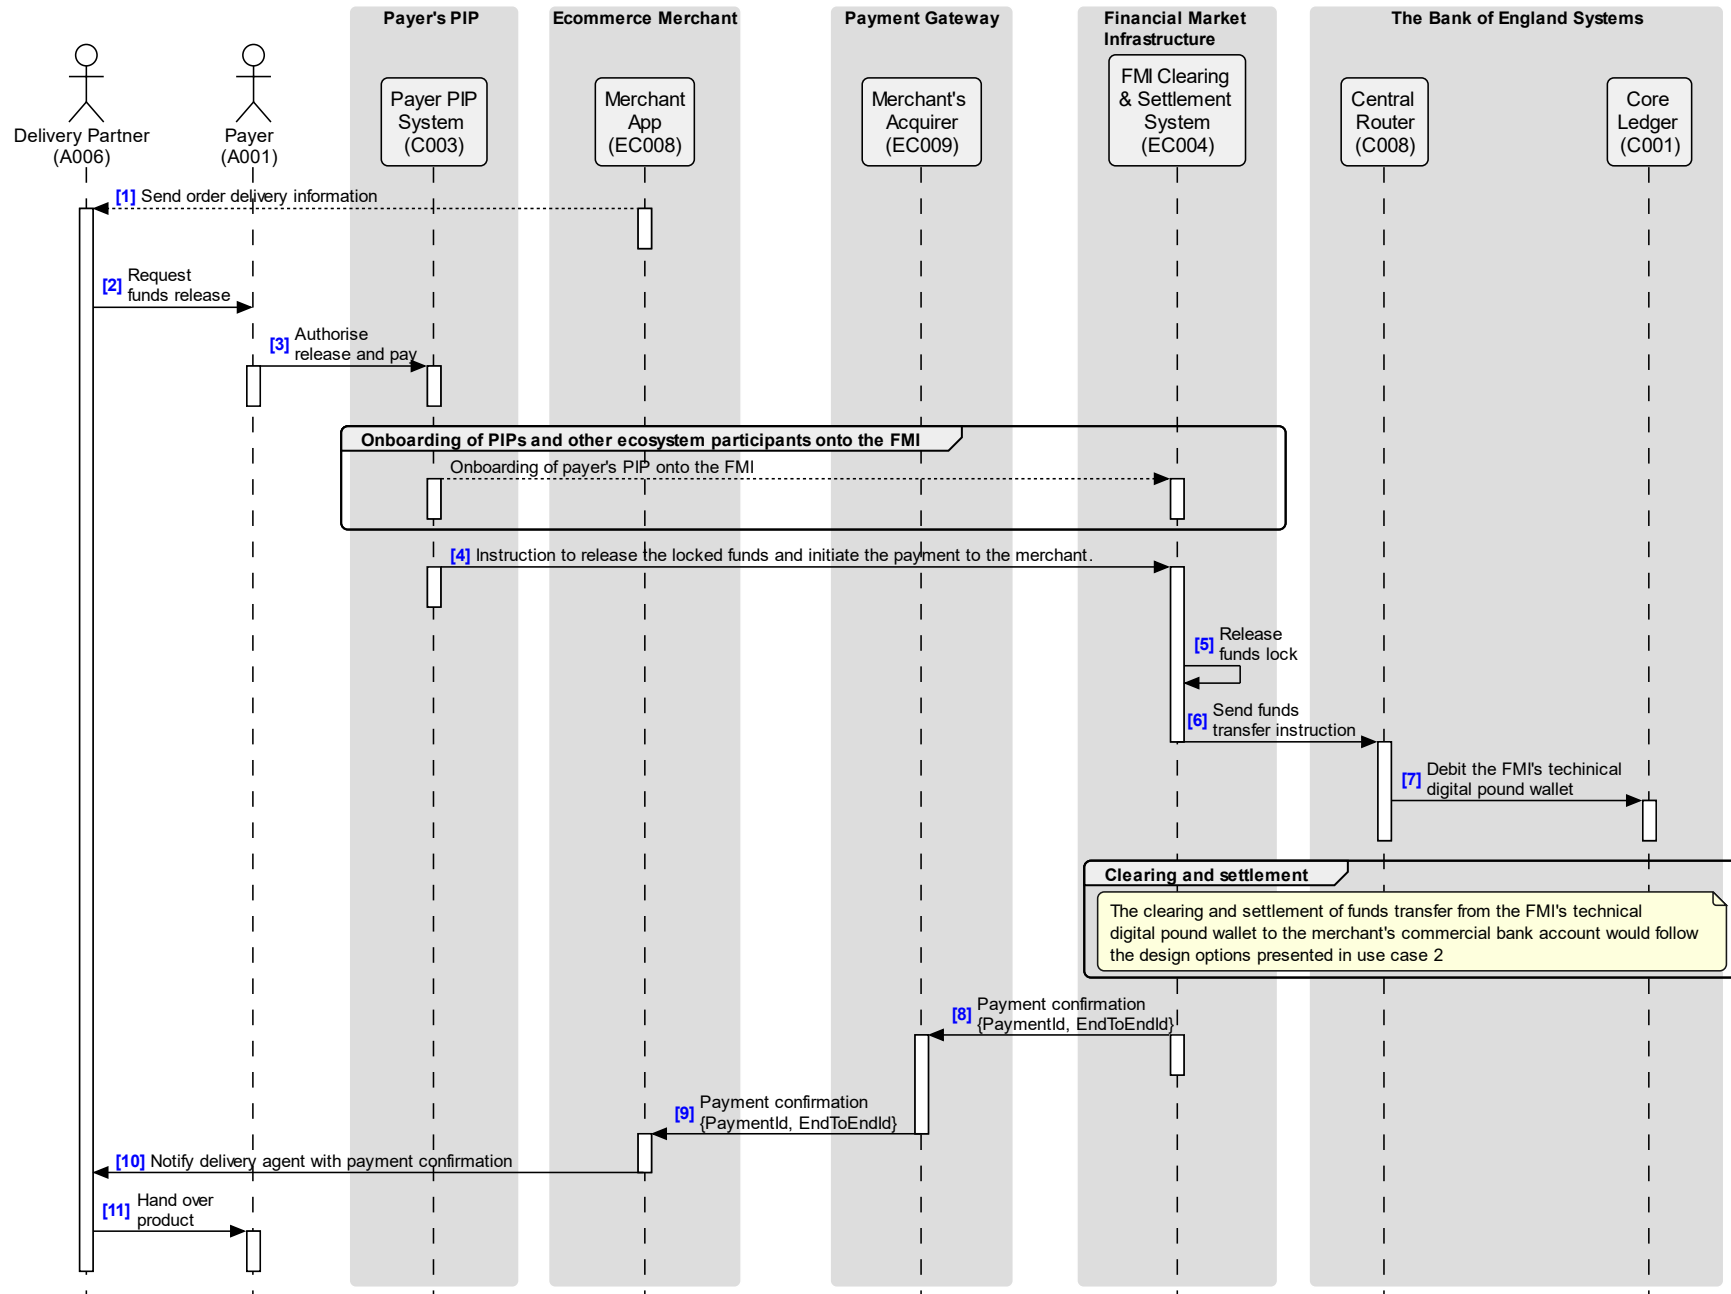 Payer's PIP
Ecommerce Merchant
Payment Gateway
Financial Market
Infrastructure
The Bank of England Systems
Delivery Partner
(A006)
Payer
(A001)
Payer PIP
System
(C003)
Merchant
App
(EC008)
Merchant's
Acquirer
(EC009)
FMI Clearing
& Settlement
System
(EC004)
Central
Router
(C008)
Core
Ledger
(C001)
[1] Send order delivery information
[2] Request
funds release
[3] Authorise
release and pay
Onboarding of PIPs and other ecosystem participants onto the FMI
Onboarding of payer's PIP onto the FMI
[4] Instruction to release the locked funds and initiate the payment to the merchant.
[5] Release
funds lock
[6] Send funds
transfer instruction
[7] Debit the FMI's techinical
digital pound wallet
Clearing and settlement
The clearing and settlement of funds transfer from the FMI's technical
digital pound wallet to the merchant's commercial bank account would follow
the design options presented in use case 2
[8] Payment confirmation
{PaymentId, EndToEndId}
[9] Payment confirmation
{PaymentId, EndToEndId}
[10] Notify delivery agent with payment confirmation
[11] Hand over
product